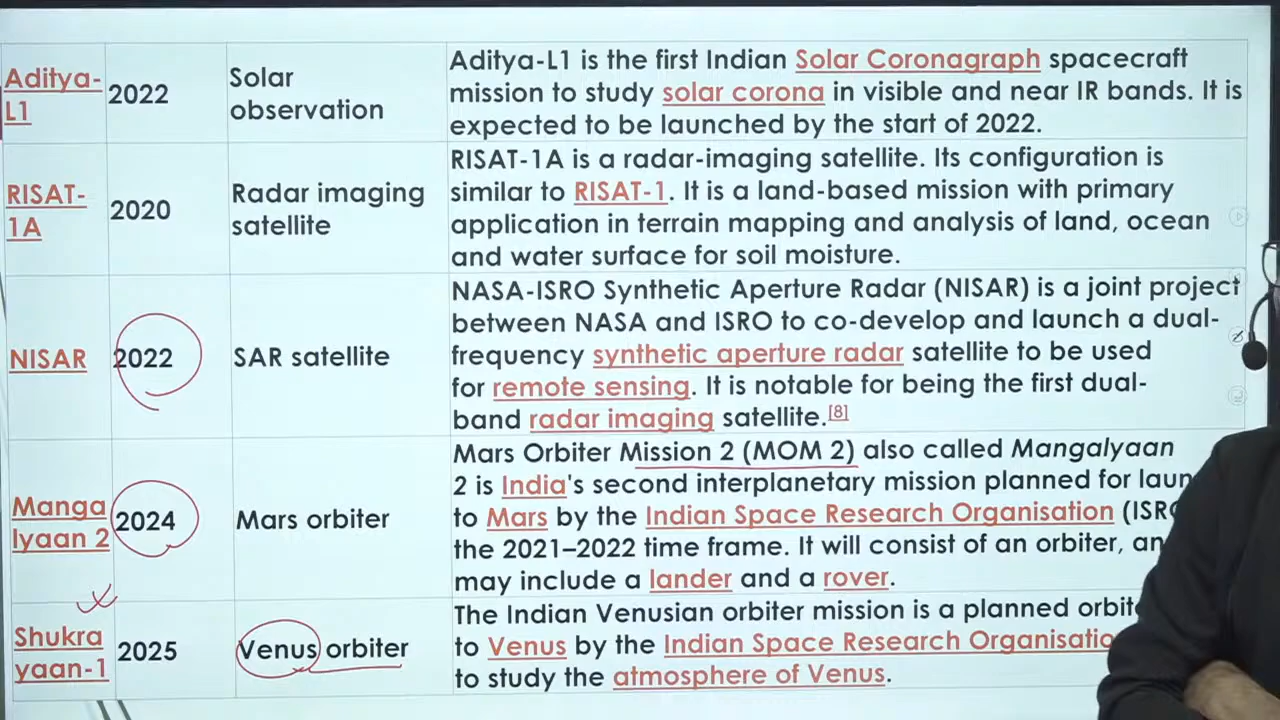 Aditya-
L1
2022
Solar
observation
Aditya-L1 is the first Indian Solar Coronagraph spacecraft
mission to study solar corona in visible and near IR bands. It is
expected to be launched by the start of 2022.
RISAT-
1A
2020
Radar imaging
satellite
RISAT-1A is a radar-imaging satellite. Its configuration is
similar to RISAT-1. It is a land-based mission with primary
application in terrain mapping and analysis of land, ocean
and water surface for soil moisture.
NISAR
2022
SAR satellite
NASA-ISRO Synthetic Aperture Radar (NISAR) is a joint project
between NASA and ISRO to co-develop and launch a dual-
frequency synthetic aperture radar satellite to be used
for remote sensing. It is notable for being the first dual-
band radar imaging satellite.[8]
Manga
lyaan 2
2024
Mars orbiter
Mars Orbiter Mission 2 (MOM 2) also called Mangalyaan
2 is India's second interplanetary mission planned for
to Mars by the Indian Space Research Organisation
the 2021–2022 time frame. It will consist of an orbiter,
may include a lander and a rover.
Shukra
yaan-1
2025
Venus orbiter
The Indian Venusian orbiter mission is a planned
to Venus by the Indian Space Research
to study the atmosphere of Venus.